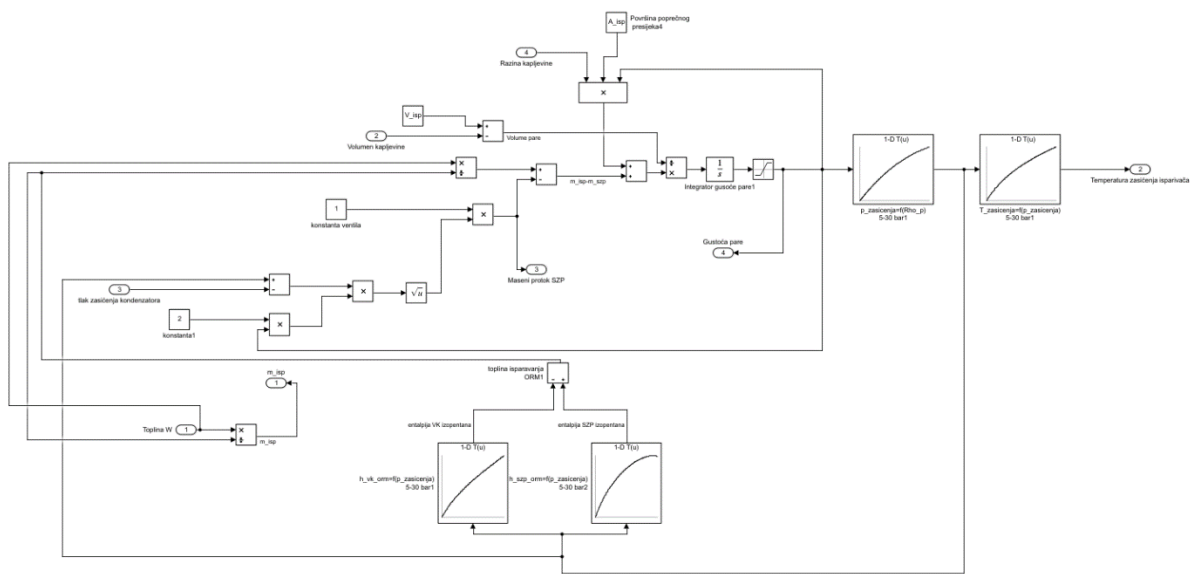 A_isp
Površina poprečnog
presijeka4
4
Razina kapljevine
×
V_isp
+
−
2
Volumen kapljevine
Volume pare
×
÷
+
−
m_isp-m_szp
+
+
÷
×
1
s
Integrator gusoće pare1
1-D T(u)
p_zasicenja=f(Rho_p)
5-30 bar1
1-D T(u)
T_zasicenja=f(p_zasicenja)
5-30 bar1
2
Temperatura zasićenja isparivača
1
konstanta ventila
×
Gustoća pare
4
3
Maseni protok SZP
+
−
3
tlak zasićenja kondenzatora
×
√u
2
konstanta1
×
toplina isparavanja
ORM1
− +
m_isp
1
Toplina W
1
×
÷
m_isp
entalpija VK izopentana
entalpija SZP izopentana
1-D T(u)
h_vk_orm=f(p_zasicenja)
5-30 bar1
1-D T(u)
h_szp_orm=f(p_zasicenja)
5-30 bar2